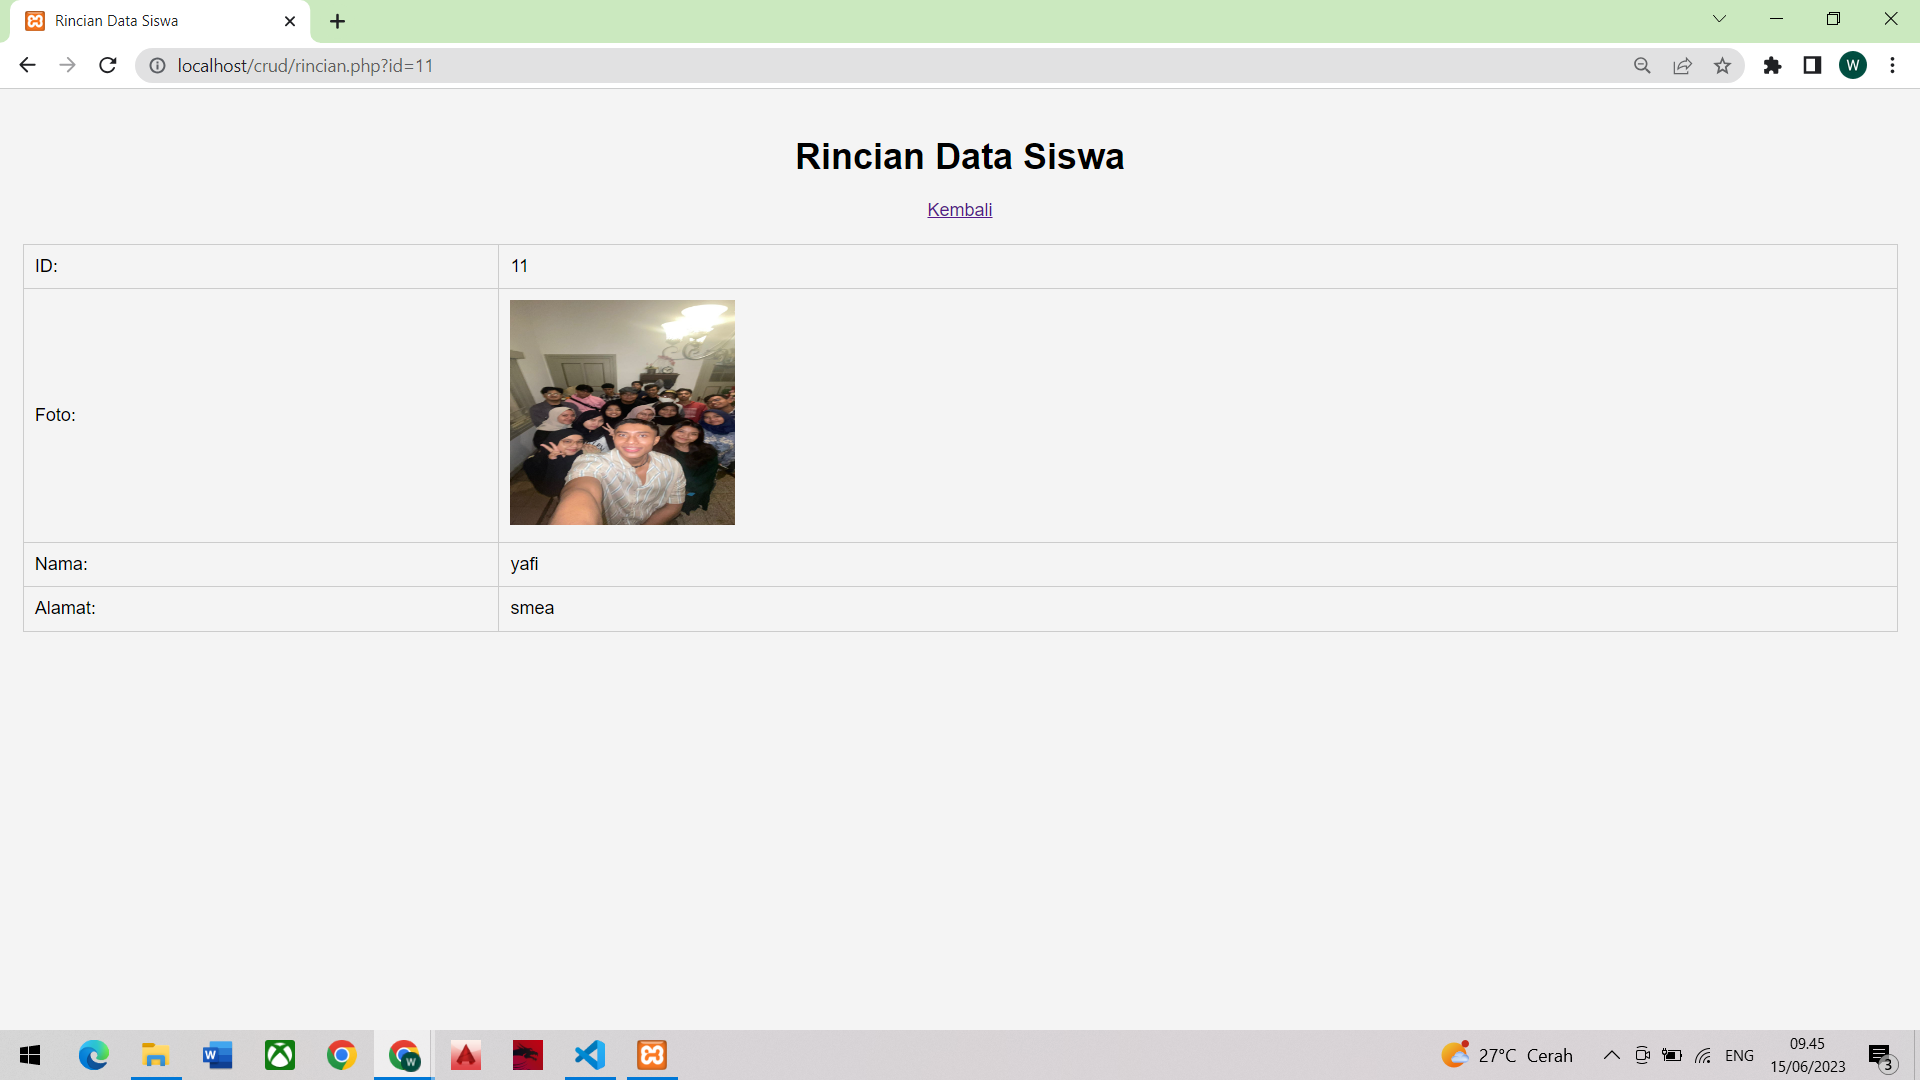 Rincian Data Siswa
localhost/crud/rincian.php?id=11
W
Rincian Data Siswa
Kembali
ID: 11
Foto:
Nama: yafi
Alamat: smea
W
W
27°C Cerah
ENG
09.45
15/06/2023
3